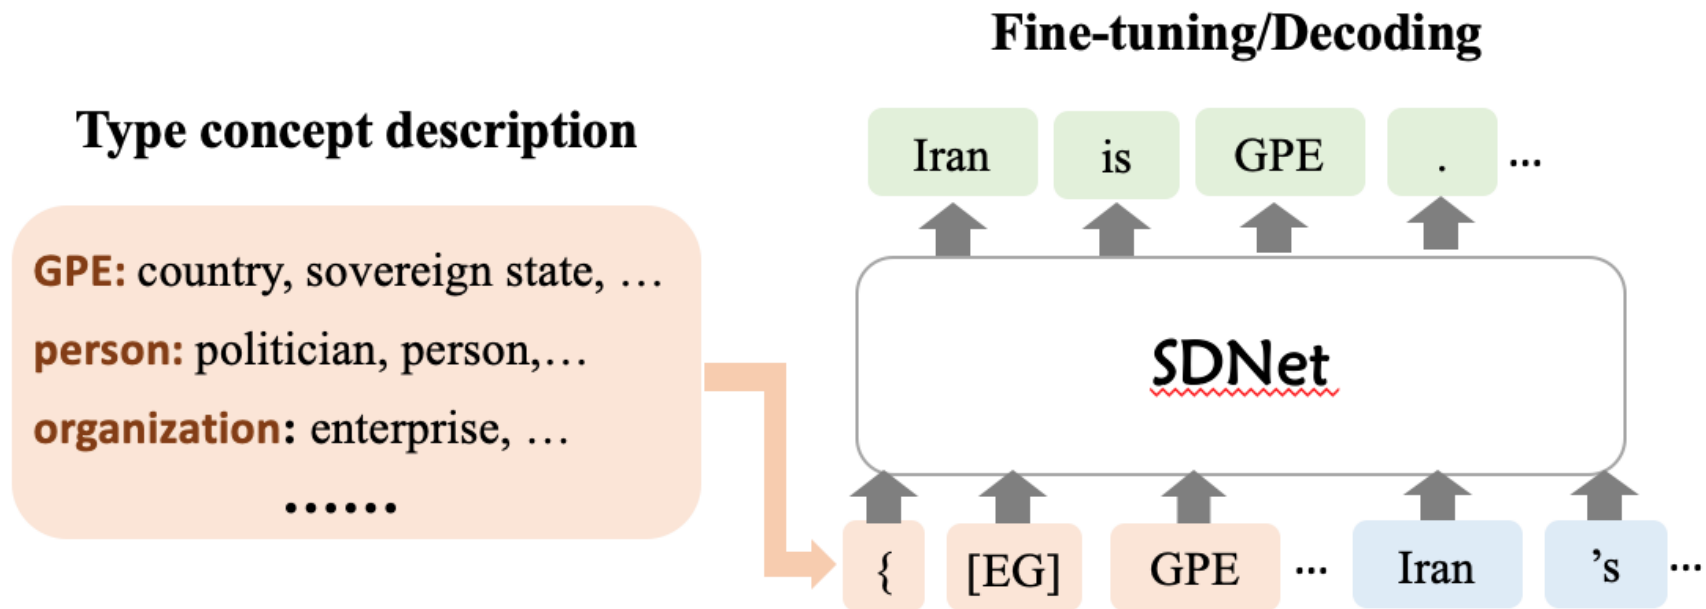 Fine-tuning/Decoding
Type concept description
Iran is GPE . ...
GPE: country, sovereign state, …
person: politician, person,…
organization: enterprise, …
......
SDNet
{ [EG] GPE ... Iran ’s ...